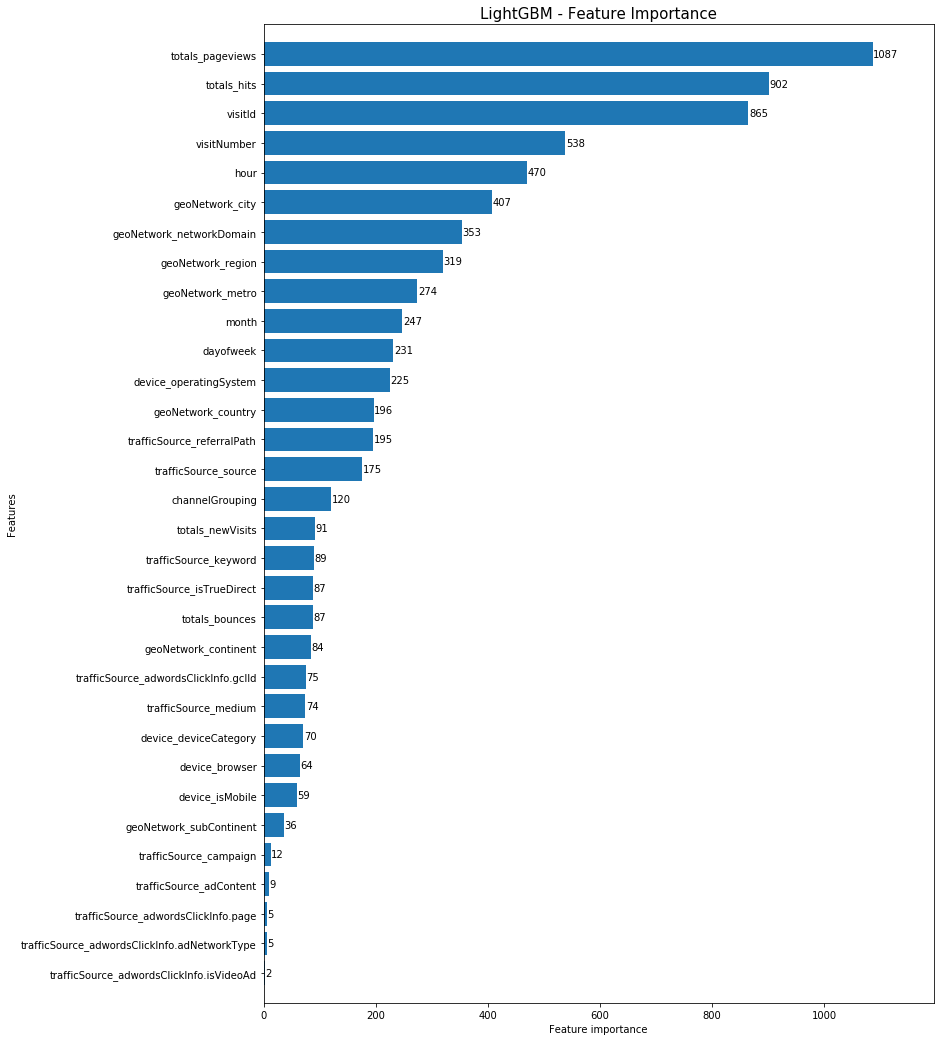 LightGBM - Feature Importance
totals_pageviews 1087
totals_hits 902
visitId 865
visitNumber 538
hour 470
geoNetwork_city 407
geoNetwork_networkDomain 353
geoNetwork_region 319
geoNetwork_metro 274
month 247
dayofweek 231
device_operatingSystem 225
geoNetwork_country 196
trafficSource_referralPath 195
trafficSource_source 175
channelGrouping 120
totals_newVisits 91
trafficSource_keyword 89
trafficSource_isTrueDirect 87
totals_bounces 87
geoNetwork_continent 84
trafficSource_adwordsClickInfo.gclId 75
trafficSource_medium 74
device_deviceCategory 70
device_browser 64
device_isMobile 59
geoNetwork_subContinent 36
trafficSource_campaign 12
trafficSource_adContent 9
trafficSource_adwordsClickInfo.page 5
trafficSource_adwordsClickInfo.adNetworkType 5
trafficSource_adwordsClickInfo.isVideoAd 2
Features
0 200 400 600 800 1000
Feature importance